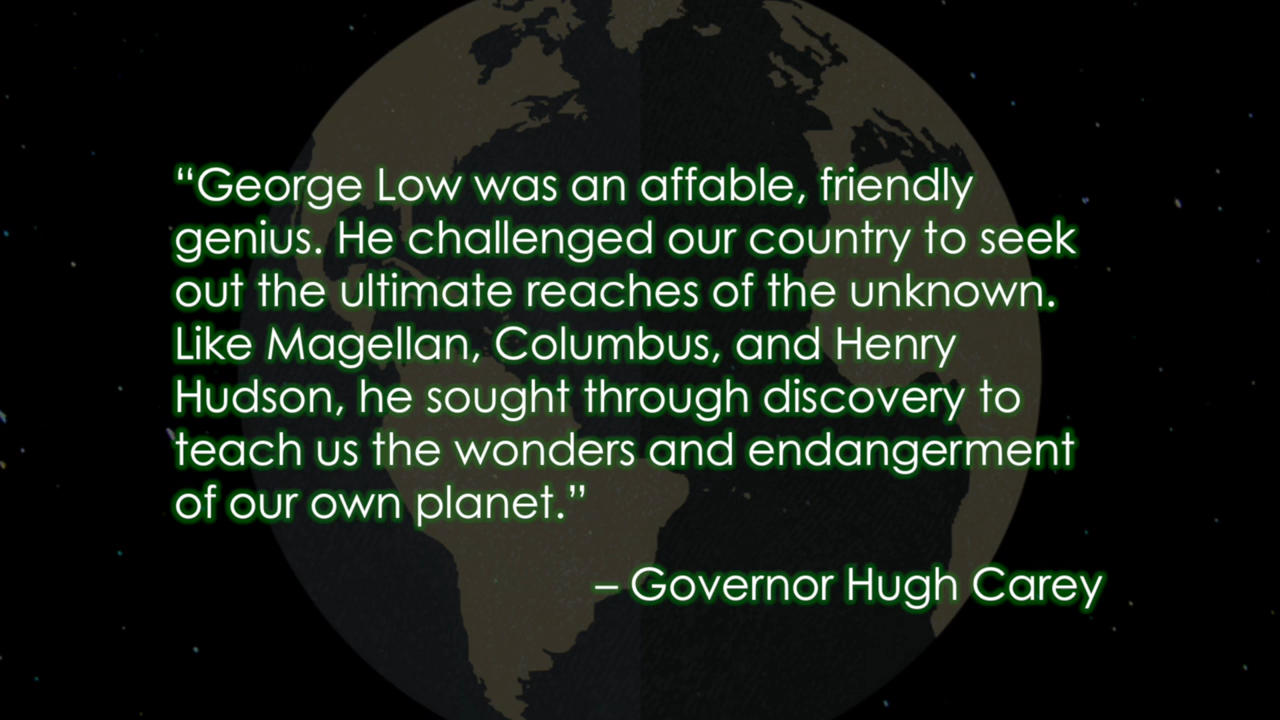 “George Low was an affable, friendly
genius. He challenged our country to seek
out the ultimate reaches of the unknown.
Like Magellan, Columbus, and Henry
Hudson, he sought through discovery to
teach us the wonders and endangerment
of our own planet.”
– Governor Hugh Carey